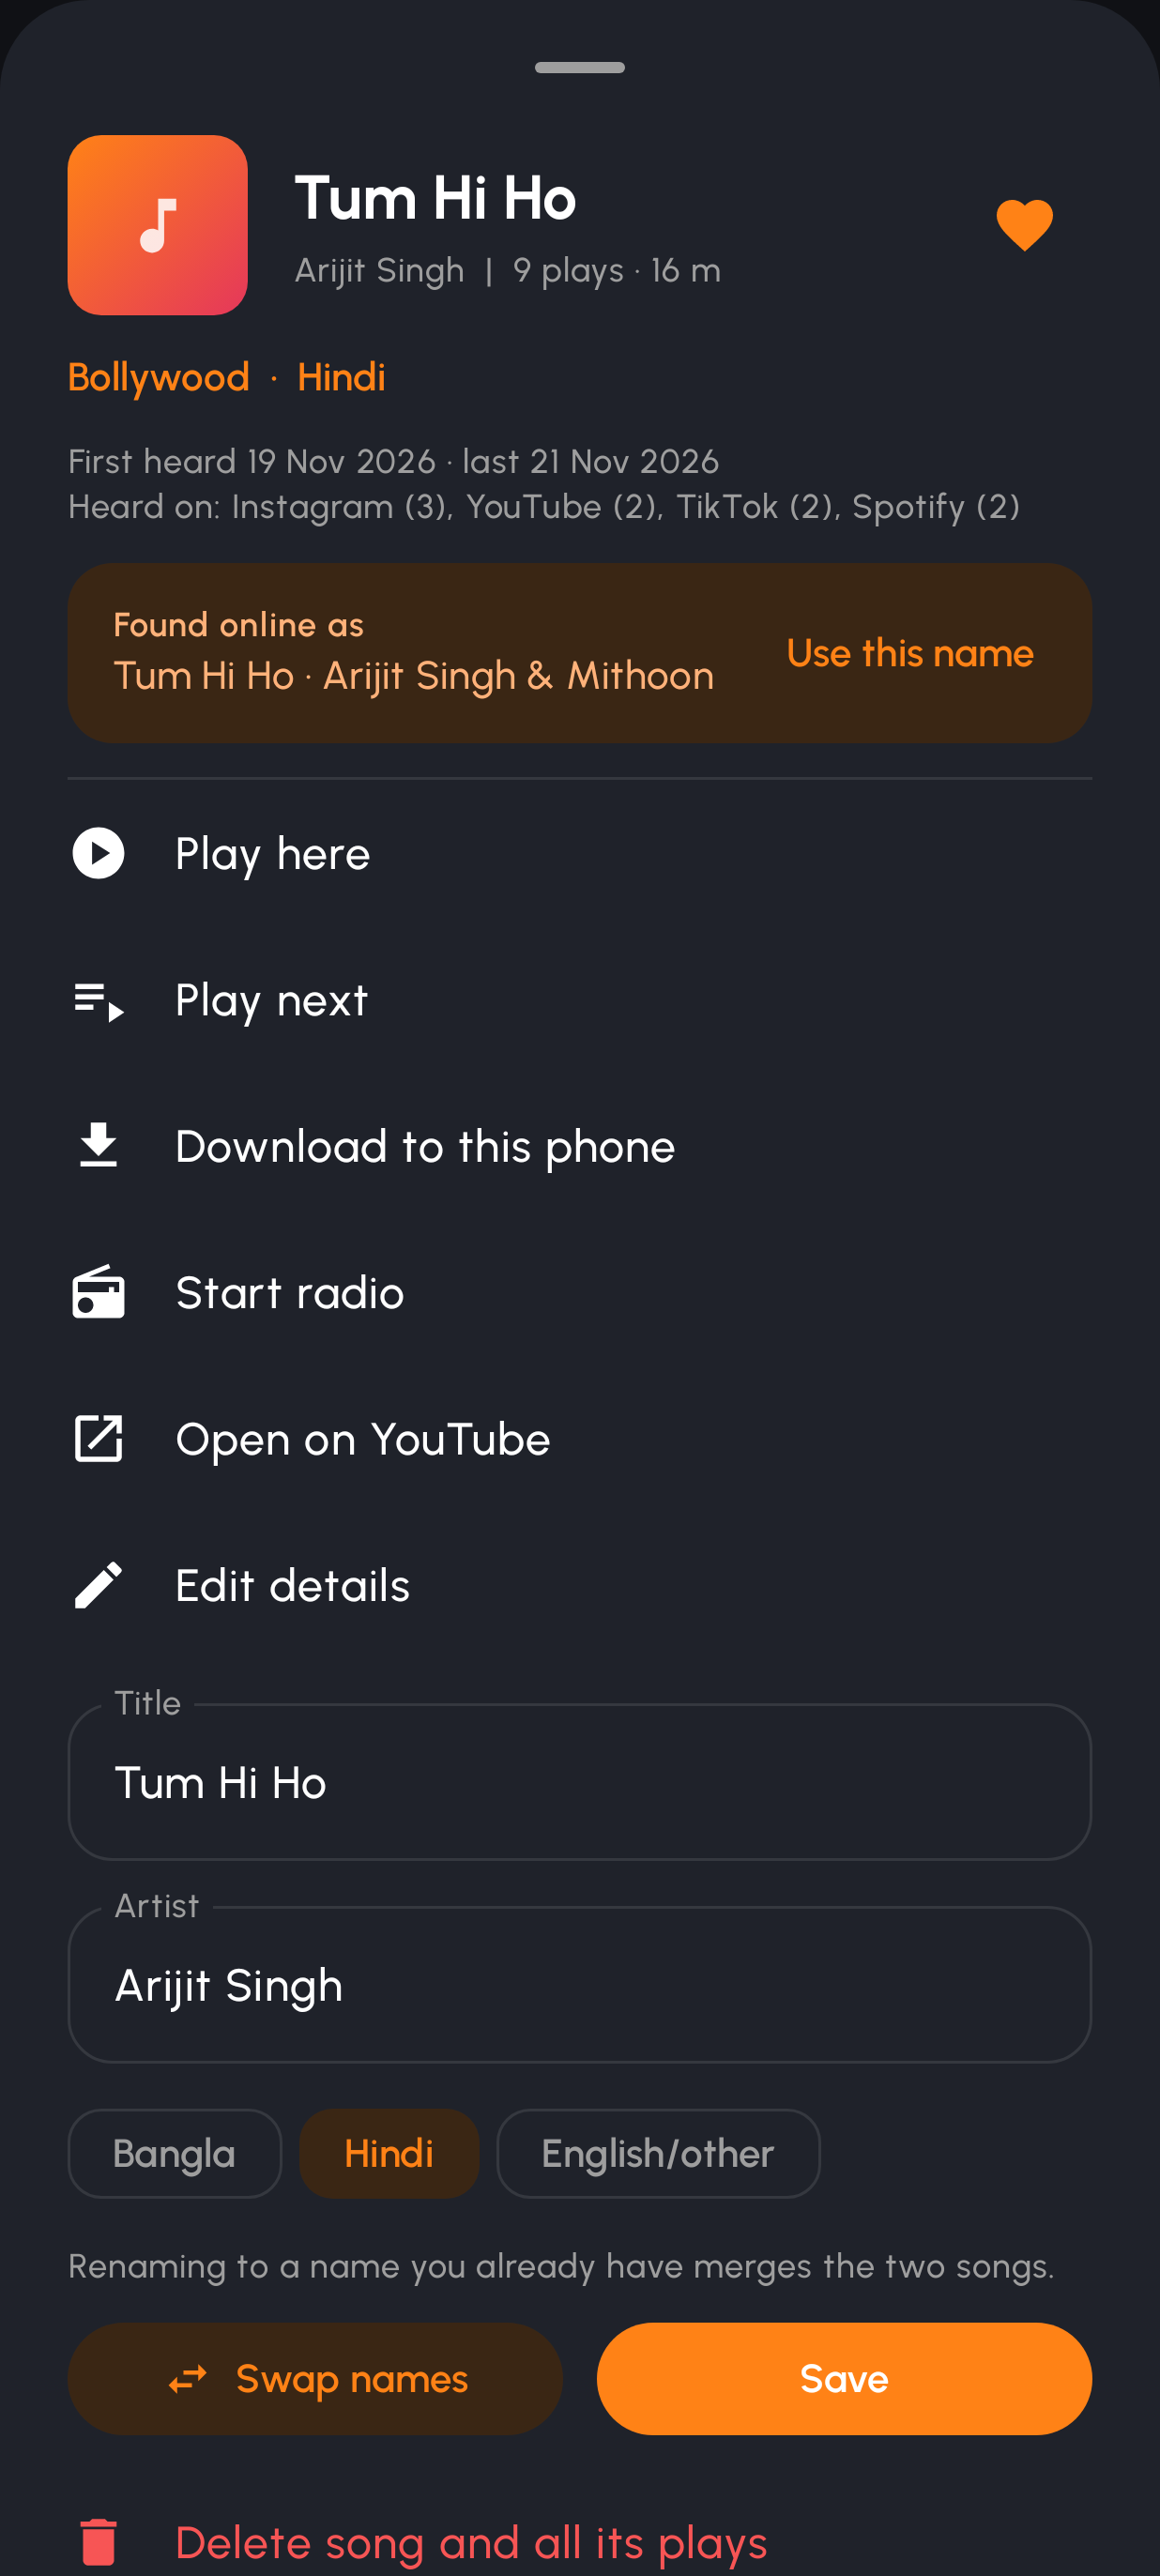 Tum Hi Ho
Arijit Singh | 9 plays · 16 m
Bollywood · Hindi
First heard 19 Nov 2026 · last 21 Nov 2026
Heard on: Instagram (3), YouTube (2), TikTok (2), Spotify (2)
Found online as
Tum Hi Ho · Arijit Singh & Mithoon
Use this name
Play here
Play next
Download to this phone
Start radio
Open on YouTube
Edit details
Title
Tum Hi Ho
Artist
Arijit Singh
Bangla Hindi English/other
Renaming to a name you already have merges the two songs.
Swap names Save
Delete song and all its plays